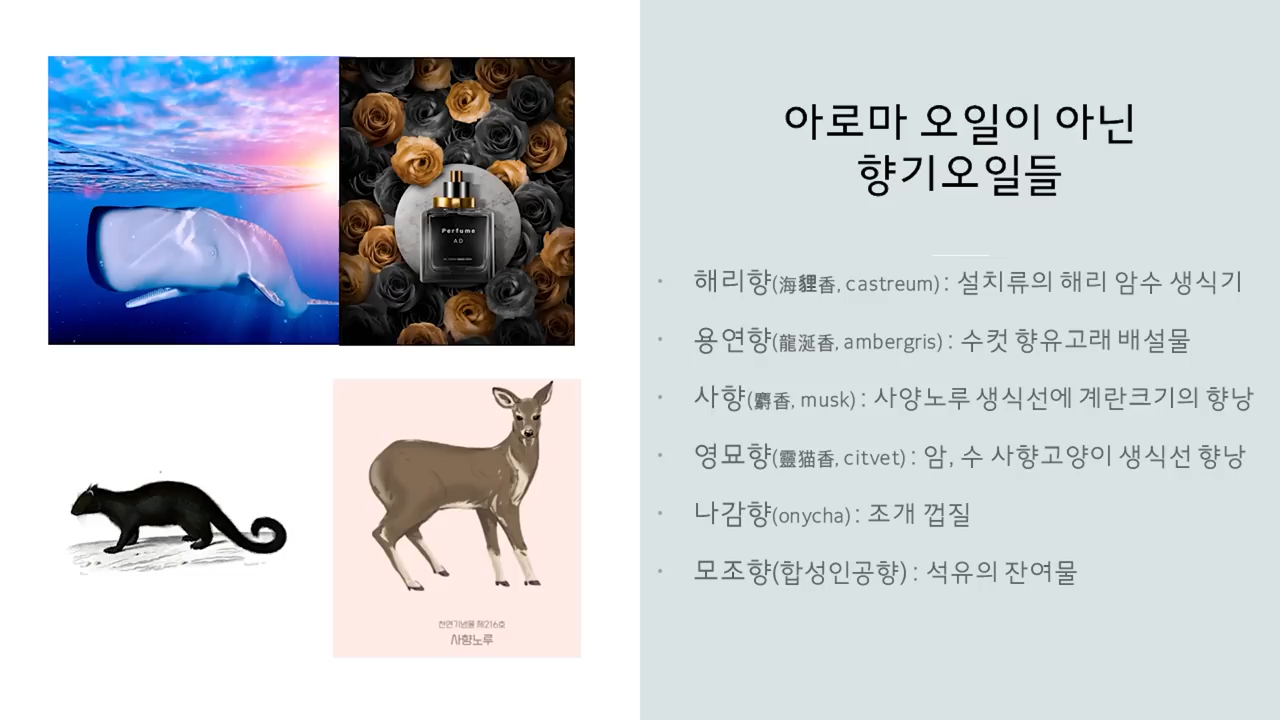 Perfume
AD
천연기념물 제216호
사향노루
아로마 오일이 아닌
향기오일들
• 해리향(海貍香, castreum) : 설치류의 해리 암수 생식기
• 용연향(龍涎香, ambergris) : 수컷 향유고래 배설물
• 사향(麝香, musk) : 사양노루 생식선에 계란크기의 향낭
• 영묘향(靈猫香, citvet) : 암, 수 사향고양이 생식선 향낭
• 나감향(onycha) : 조개 껍질
• 모조향(합성인공향) : 석유의 잔여물